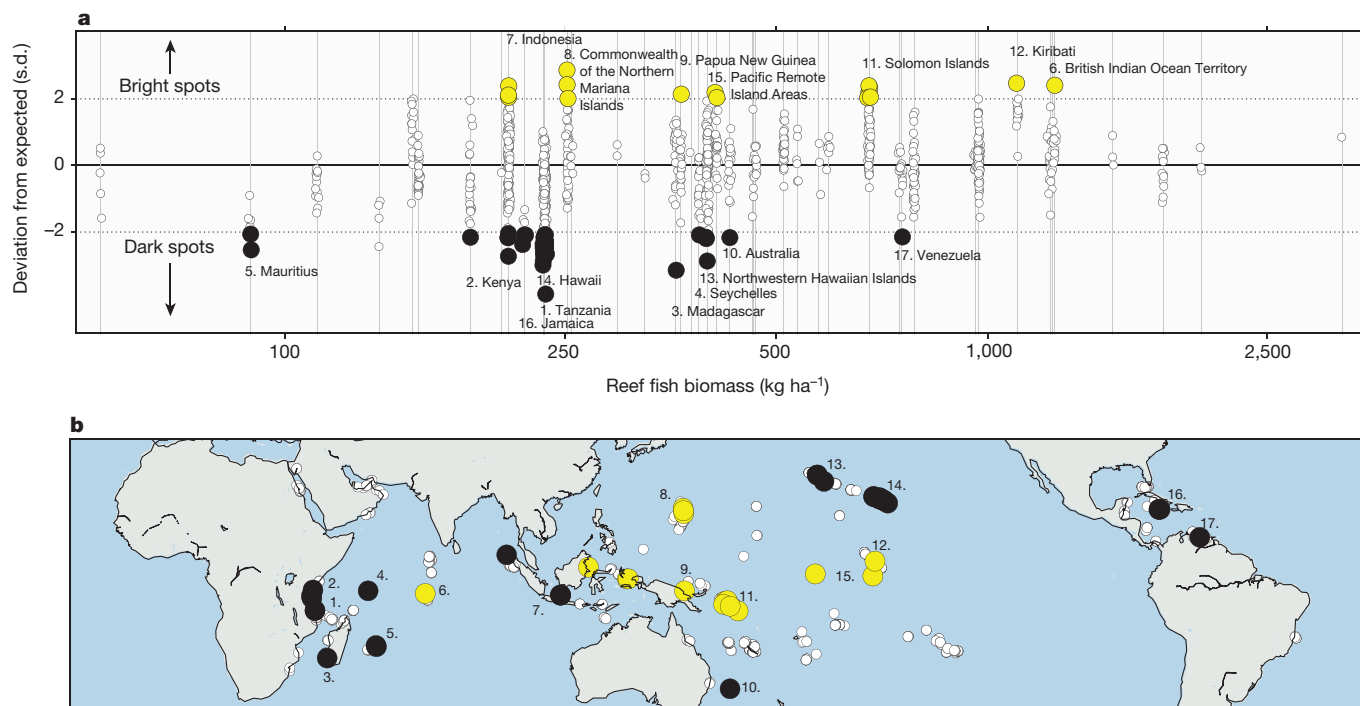 a
Deviation from expected (s.d.)
2
0
−2
Bright spots
Dark spots
7. Indonesia
8. Commonwealth
of the Northern
Mariana
Islands
9. Papua New Guinea
15. Pacific Remote
Island Areas
11. Solomon Islands
12. Kiribati
6. British Indian Ocean Territory
5. Mauritius
2. Kenya
14. Hawaii
1. Tanzania
16. Jamaica
10. Australia
13. Northwestern Hawaiian Islands
4. Seychelles
3. Madagascar
17. Venezuela
100
250
500
1,000
2,500
Reef fish biomass (kg ha−1)
b
13.
14.
8.
16.
17.
12.
2.
4.
6.
9.
15.
1.
7.
11.
5.
3.
10.